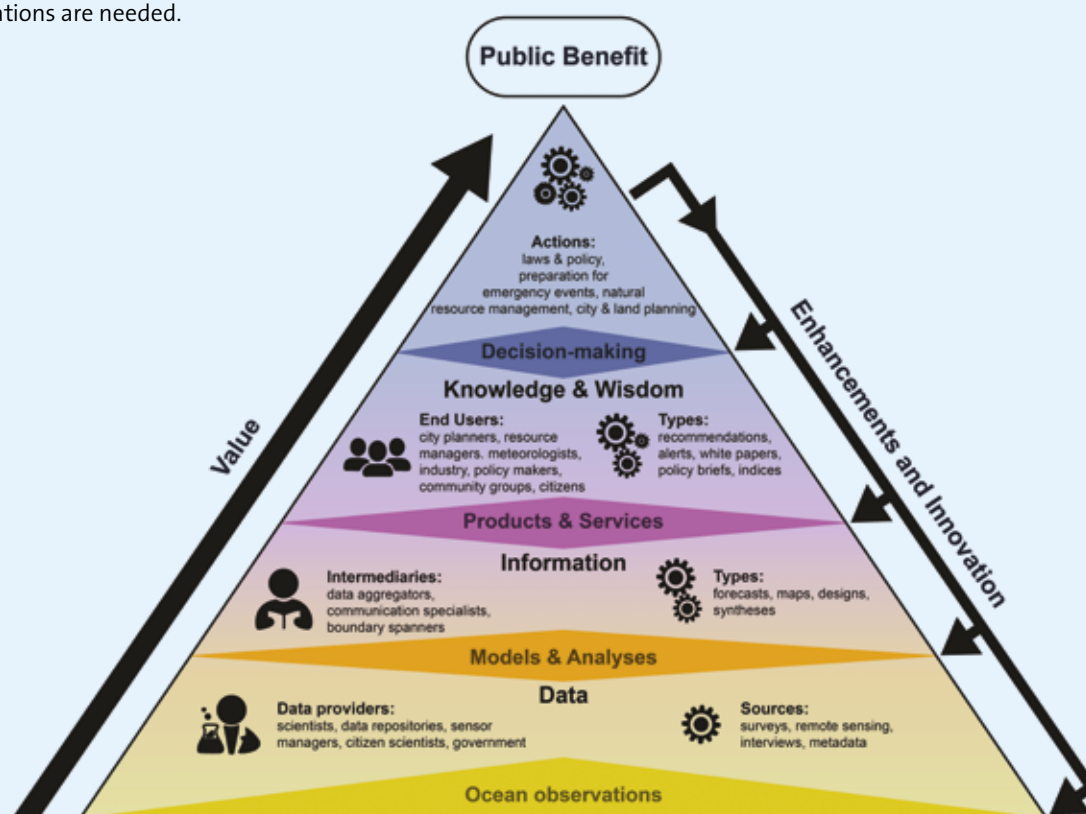 ntions are needed.
Public Benefit
Actions:
laws & policy,
preparation for
emergency events, natural
resource management, city & land planning
Decision-making
Knowledge & Wisdom
End Users:
city planners, resource
managers. meteorologists,
industry, policy makers,
community groups, citizens
Types:
recommendations,
alerts, white papers,
policy briefs, indices
Products & Services
Information
Intermediaries:
data aggregators,
communication specialists,
boundary spanners
Types:
forecasts, maps, designs,
syntheses
Models & Analyses
Data
Data providers:
scientists, data repositories, sensor
managers, citizen scientists, government
Sources:
surveys, remote sensing,
interviews, metadata
Ocean observations
Value
Enhancements and Innovation